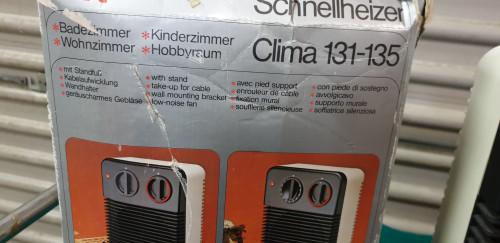 Schnellheizer
*Badezimmer *Kinderzimmer
*Wohnzimmer *Hobbyraum
Clima 131-135
*mit Standfuß
*Kabelaufwicklung
*Wandhalter
*geräuscharmes Gebläse
*with stand
*take-up for cable
*wall mounting bracket
*low-noise fan
*avec pied support
*enrouleur de câble
*fixation mural
*souffleral silencieuse
*con piede di sostegno
*avvolgicavo
*supporto murale
*soffiatrice silenziosa